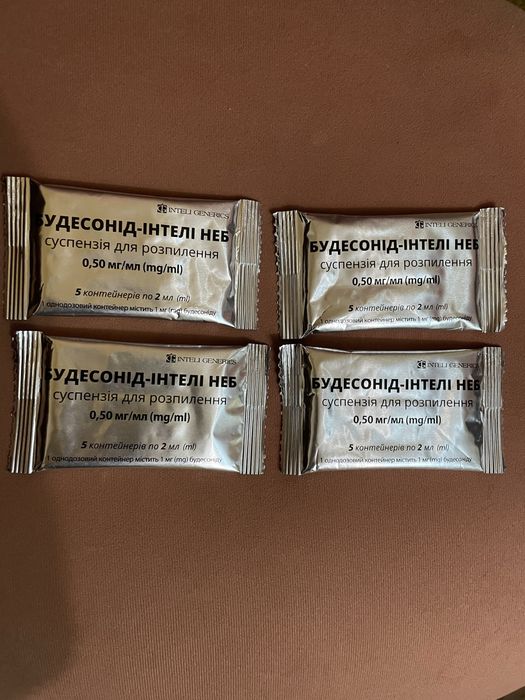 INTELI GENERICS
БУДЕСОНІД-ІНТЕЛІ НЕБ
суспензія для розпилення
0,50 мг/мл (mg/ml)
5 контейнерів по 2 мл (ml)
1 однодозовий контейнер містить 1 мг (mg) будесоніду
INTELI GENERICS
БУДЕСОНІД-ІНТЕЛІ НЕБ
суспензія для розпилення
0,50 мг/мл (mg/ml)
5 контейнерів по 2 мл (ml)
1 однодозовий контейнер містить 1 мг (mg) будесоніду
INTELI GENERICS
БУДЕСОНІД-ІНТЕЛІ НЕБ
суспензія для розпилення
0,50 мг/мл (mg/ml)
5 контейнерів по 2 мл (ml)
1 однодозовий контейнер містить 1 мг (mg) будесоніду
INTELI GENERICS
БУДЕСОНІД-ІНТЕЛІ НЕБ
суспензія для розпилення
0,50 мг/мл (mg/ml)
5 контейнерів по 2 мл (ml)
1 однодозовий контейнер містить 1 мг (mg) будесоніду